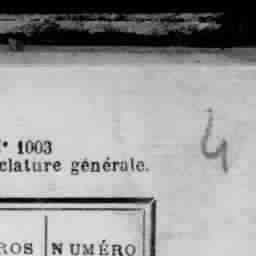 4
N° 1003
clature générale.
ROS NUMÉRO